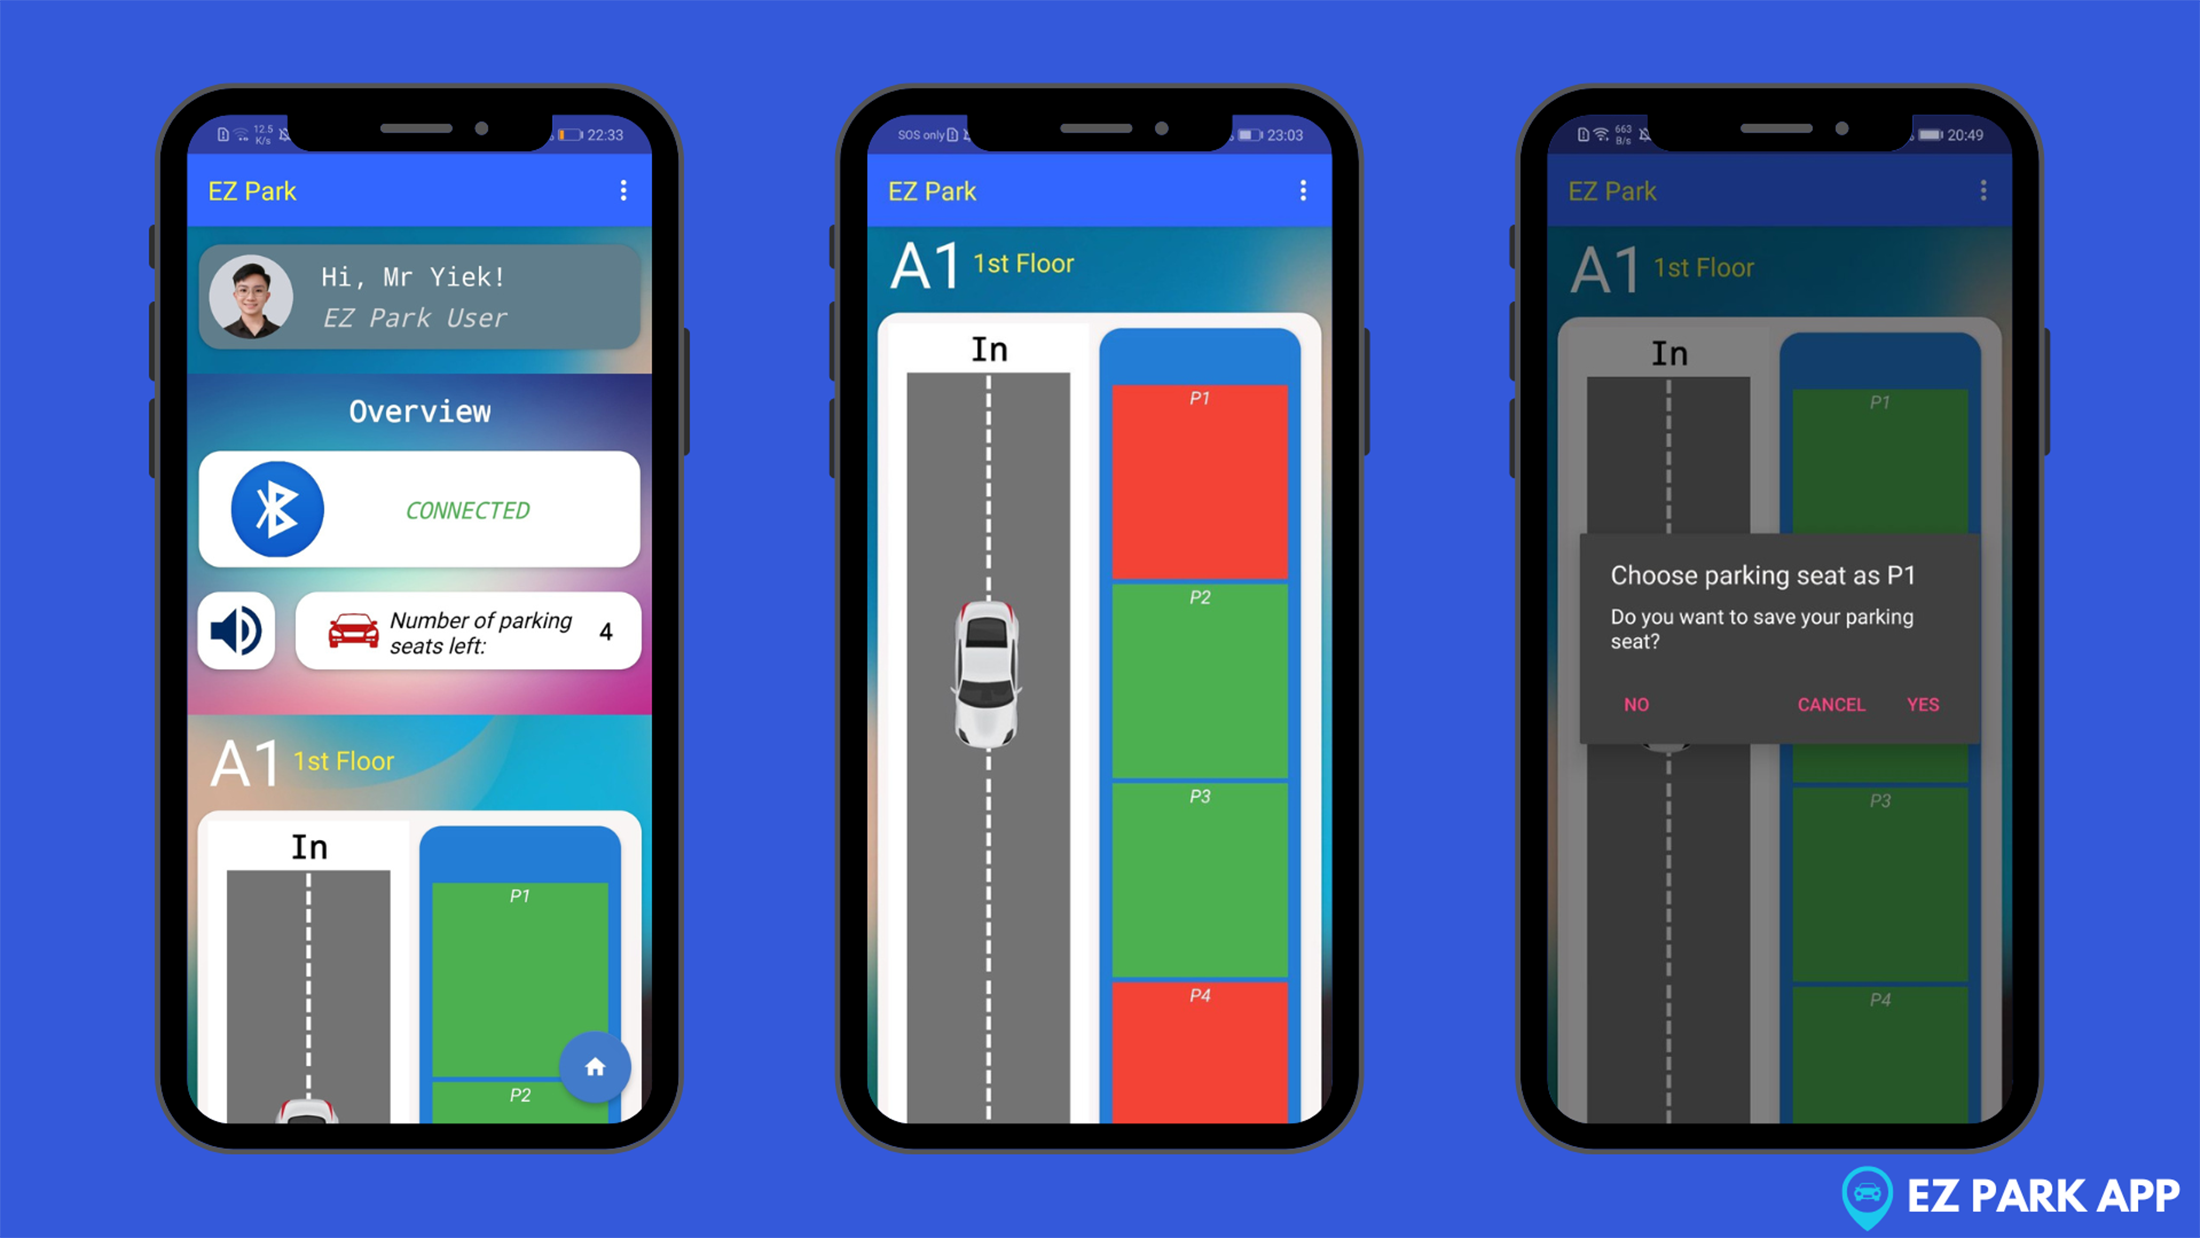 12.5
K/s
22:33
EZ Park
Hi, Mr Yiek!
EZ Park User
Overview
CONNECTED
Number of parking
seats left:
4
A1 1st Floor
In
P1
P2
SOS only
23:03
EZ Park
A1 1st Floor
In
P1
P2
P3
P4
663
B/s
20:49
EZ Park
A1 1st Floor
In
P1
Choose parking seat as P1
Do you want to save your parking
seat?
NO CANCEL YES
P3
P4
EZ PARK APP